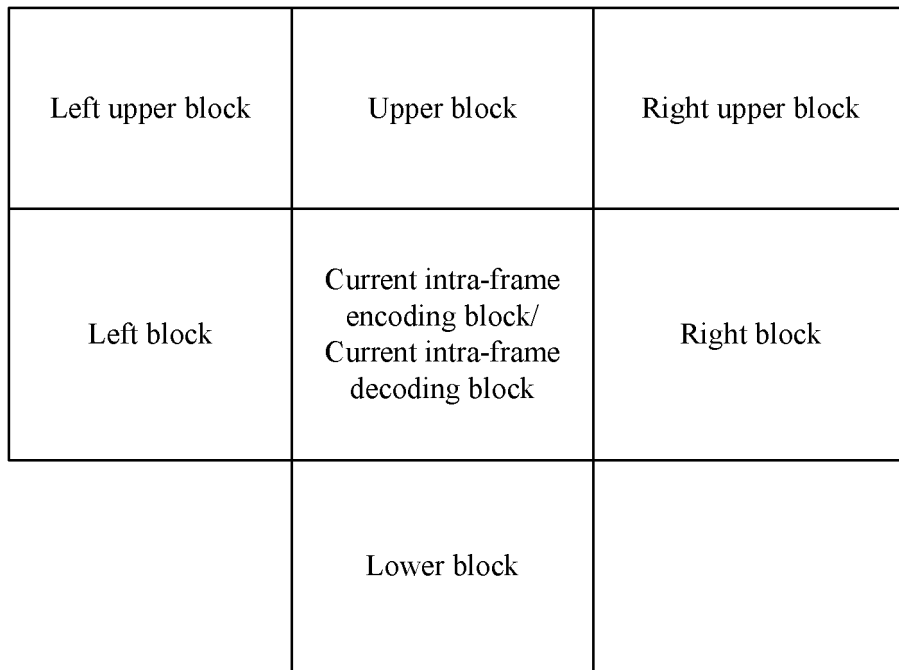 Left upper block
Upper block
Right upper block
Left block
Current intra-frame
encoding block/
Current intra-frame
decoding block
Right block
Lower block